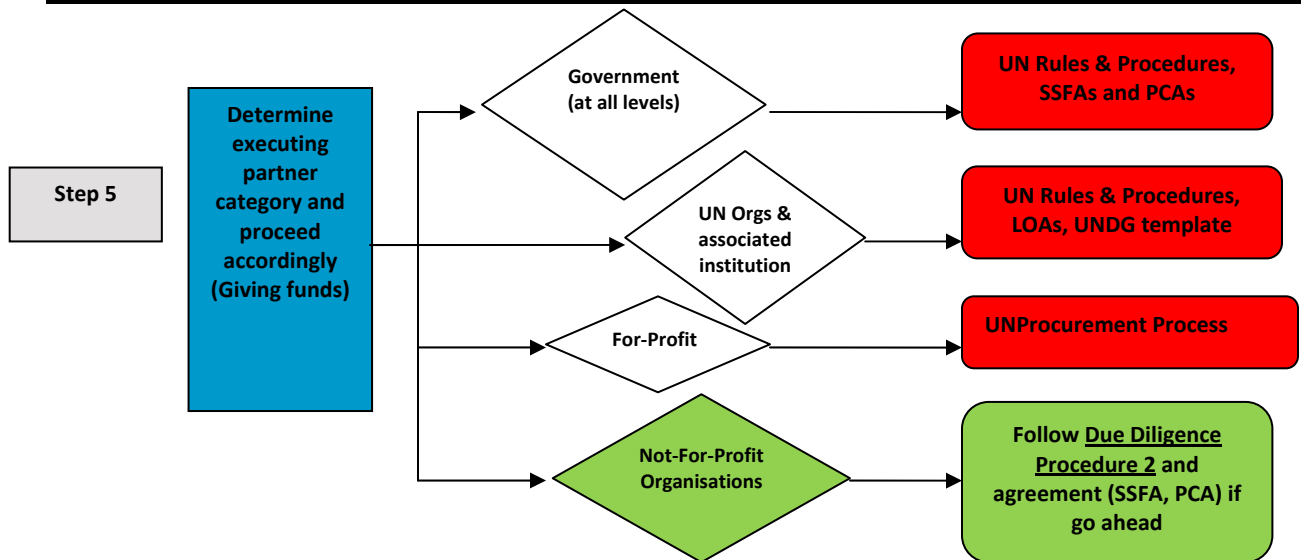 Step 5
Determine
executing
partner
category and
proceed
accordingly
(Giving funds)
Government
(at all levels)
UN Rules & Procedures,
SSFAs and PCAs
UN Orgs &
associated
institution
UN Rules & Procedures,
LOAs, UNDG template
For-Profit
UNProcurement Process
Not-For-Profit
Organisations
Follow Due Diligence
Procedure 2 and
agreement (SSFA, PCA) if
go ahead